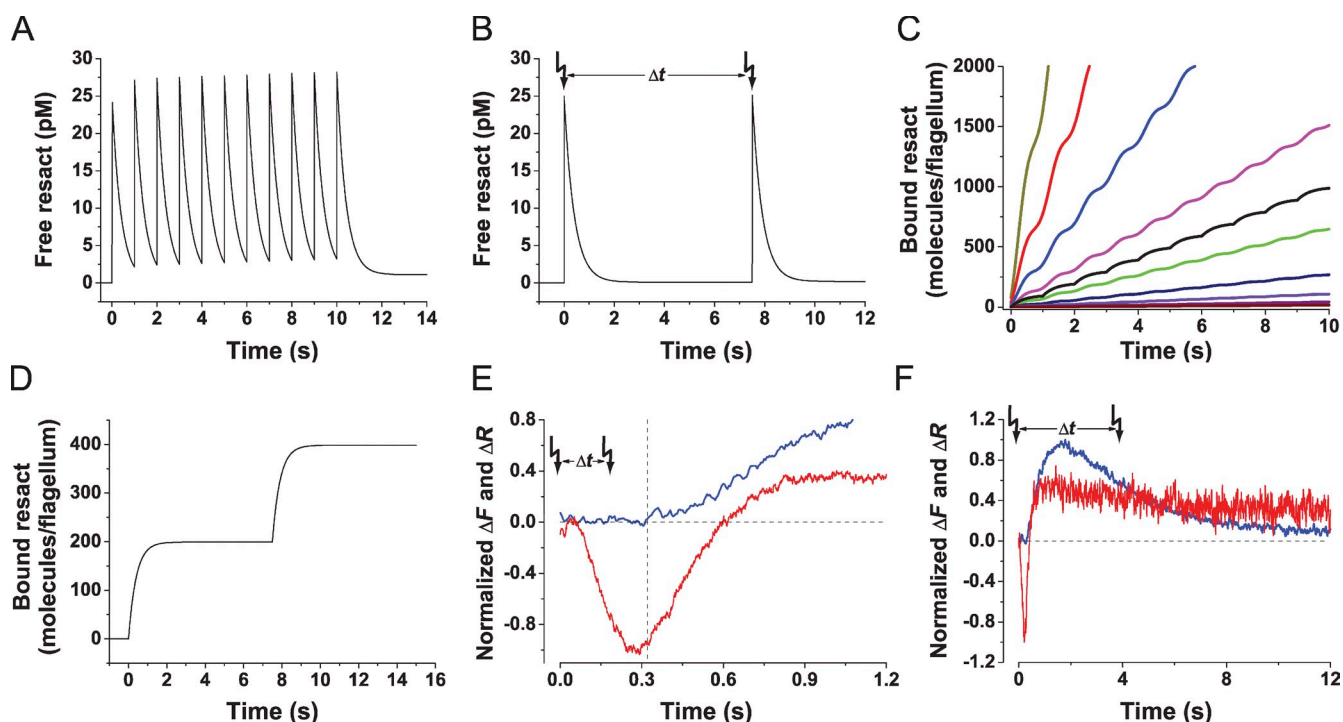 A
Free resact (pM)
30
25
20
15
10
5
0
0 2 4 6 8 10 12 14
Time (s)
B
Free resact (pM)
Δt
30
25
20
15
10
5
0
0 2 4 6 8 10 12
Time (s)
C
Bound resact
(molecules/flagellum)
2000
1500
1000
500
0
0 2 4 6 8 10
Time (s)
D
Bound resact
(molecules/flagellum)
400
300
200
100
0
0 2 4 6 8 10 12 14 16
Time (s)
E
Normalized ΔF and ΔR
Δt
0.8
0.4
0.0
-0.4
-0.8
0.0 0.3 0.6 0.9 1.2
Time (s)
F
Normalized ΔF and ΔR
Δt
1.2
0.8
0.4
0.0
-0.4
-0.8
-1.2
0 4 8 12
Time (s)